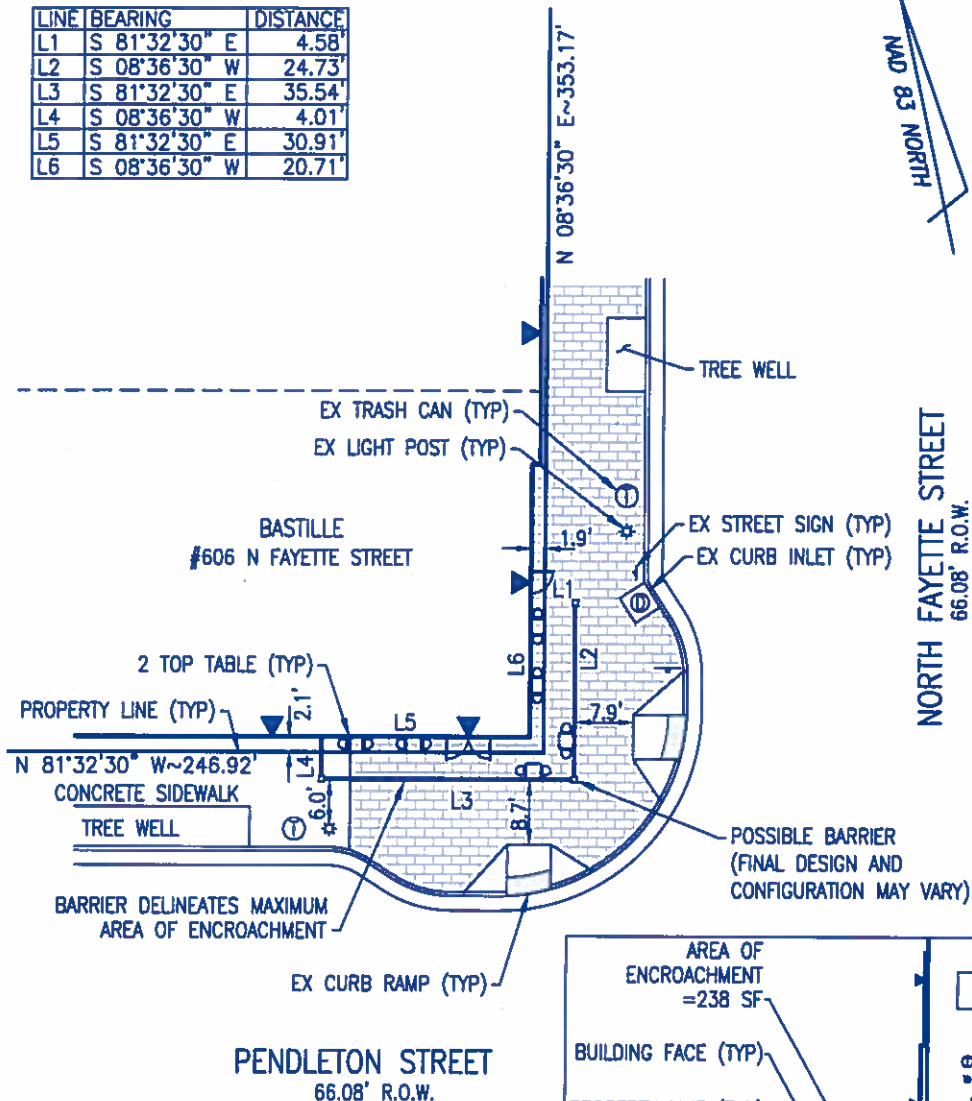 LINE BEARING DISTANCE
L1 S 81°32'30" E 4.58'
L2 S 08°36'30" W 24.73'
L3 S 81°32'30" E 35.54'
L4 S 08°36'30" W 4.01'
L5 S 81°32'30" E 30.91'
L6 S 08°36'30" W 20.71'
N 08°36'30" E~353.17'
NAD 83 NORTH
TREE WELL
EX TRASH CAN (TYP)
EX LIGHT POST (TYP)
T
BASTILLE
#606 N FAYETTE STREET
1.9'
EX STREET SIGN (TYP)
EX CURB INLET (TYP)
NORTH FAYETTE STREET
66.08' R.O.W.
L1
D
L6
L2
2 TOP TABLE (TYP)
PROPERTY LINE (TYP)
2.1'
L5
7.9'
N 81°32'30" W~246.92'
L4
CONCRETE SIDEWALK
6.0'
L3
8.7'
TREE WELL
T
POSSIBLE BARRIER
(FINAL DESIGN AND
CONFIGURATION MAY VARY)
BARRIER DELINEATES MAXIMUM
AREA OF ENCROACHMENT
EX CURB RAMP (TYP)
AREA OF
ENCROACHMENT
=238 SF
BUILDING FACE (TYP)
PENDLETON STREET
66.08' R.O.W.